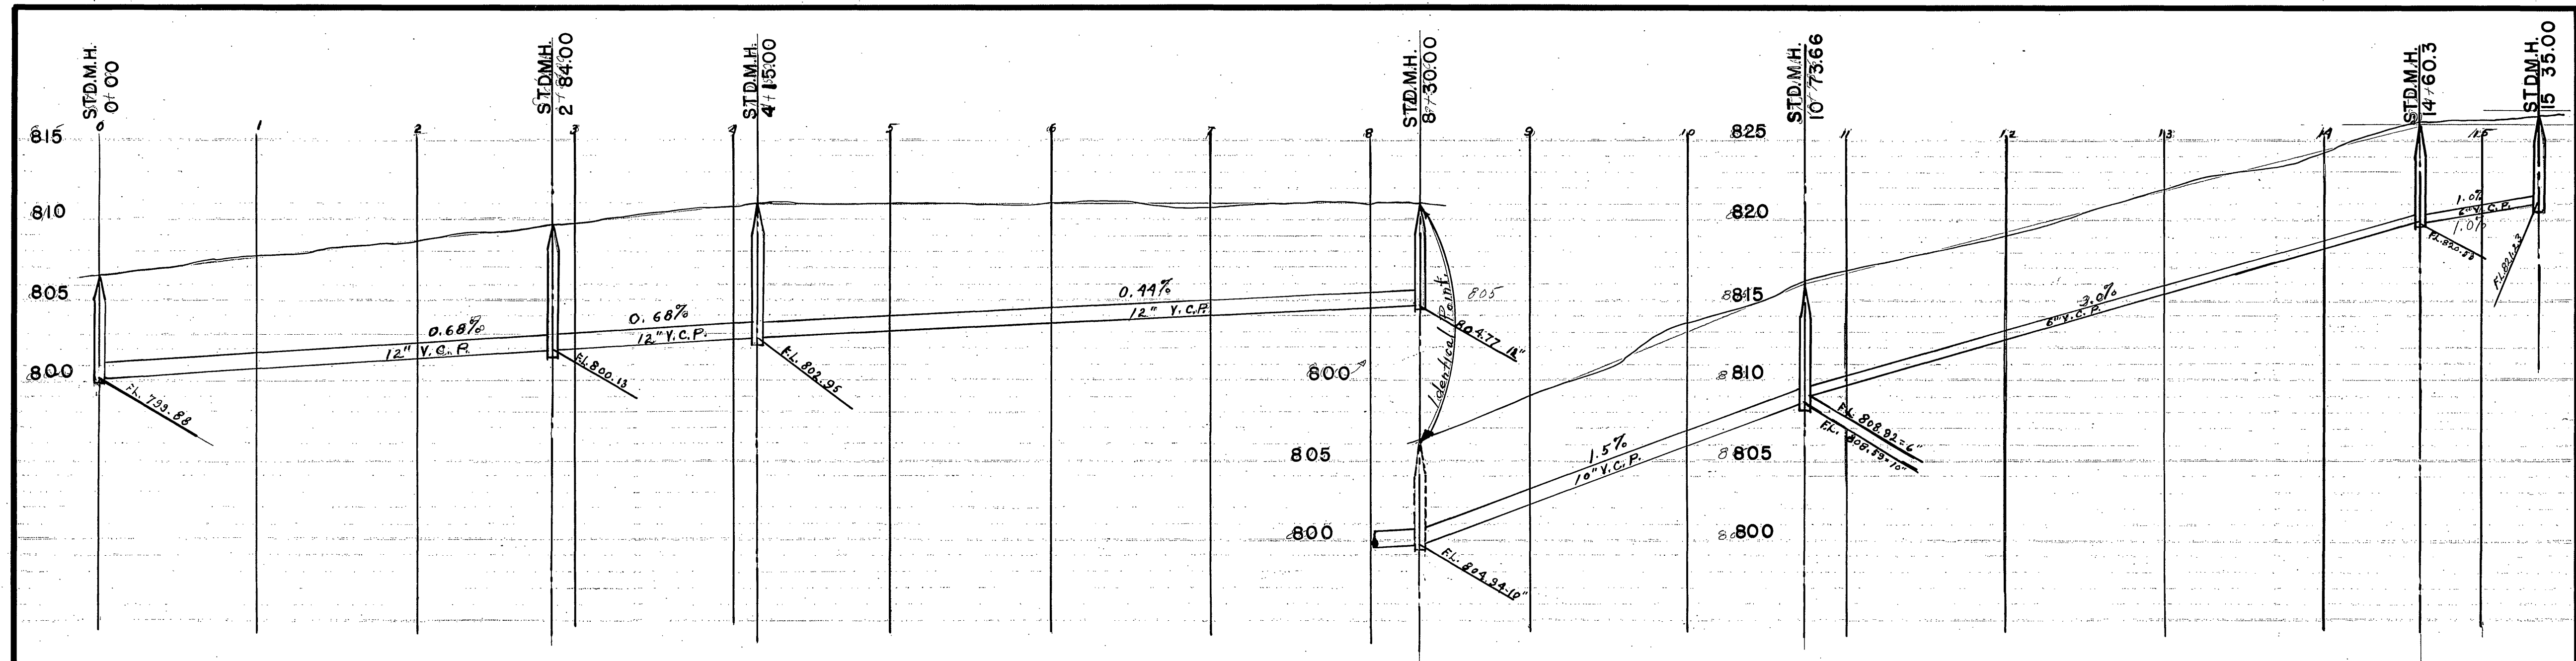 STD.M.H.
0+00
STD.M.H.
2+84.00
STD.M.H.
4+15.00
STD.M.H.
8+30.00
STD.M.H.
10+73.66
STD.M.H.
14+60.3
STD.M.H.
15 35.00
0 1 2 3 4 5 6 7 8 9 10 11 12 13 14 15
815
810
805
800
0.68%
12" V.C.P.
0.68%
12" V.C.P.
0.44%
12" V.C.P.
F.L. 799.88
F.L. 800.13
F.L. 802.95
804.77 12"
Identical Point
805
800
805
800
F.L. 804.94-10"
1.5%
10" V.C.P.
825
820
815
810
805
800
F.L. 808.92=6"
F.L. 808.59=10"
3.0%
6" V.C.P.
1.0%
6" V.C.P.
1.0%